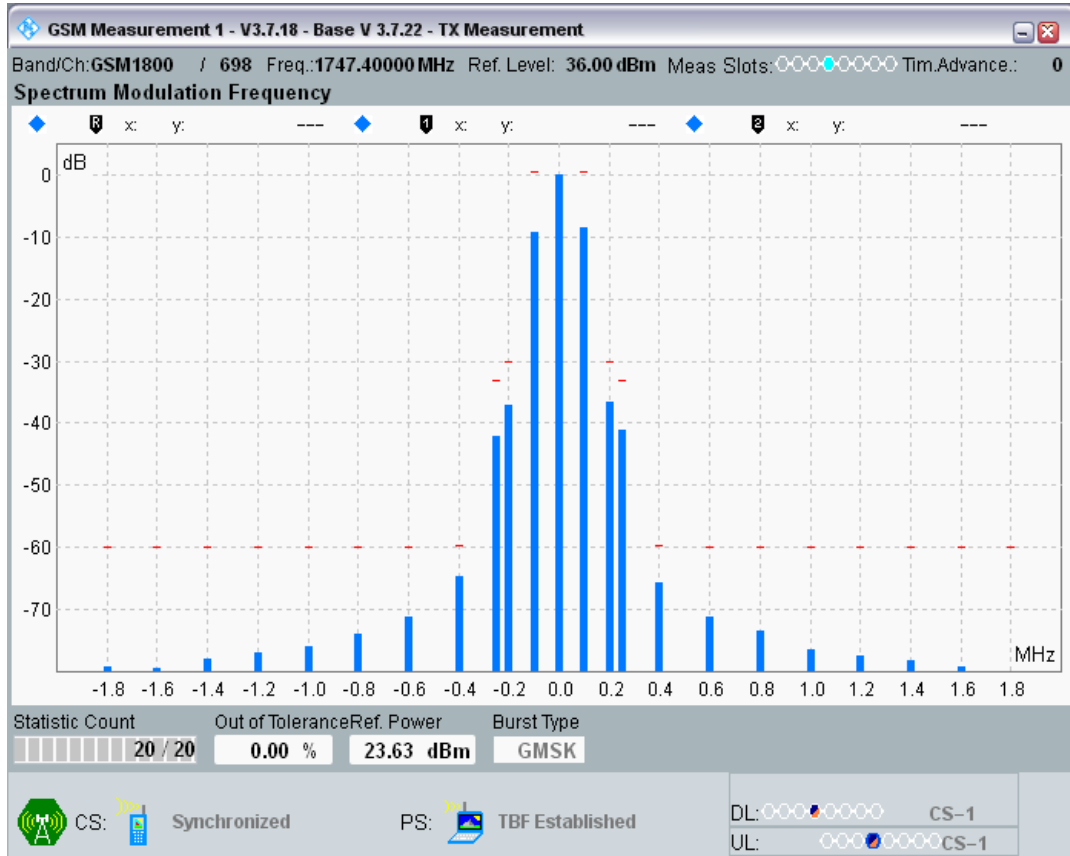 GSM Measurement 1 - V3.7.18 - Base V 3.7.22 - TX Measurement
Band/Ch:GSM1800 / 698 Freq.:1747.40000 MHz Ref. Level: 36.00 dBm Meas Slots: Tim.Advance.: 0
Spectrum Modulation Frequency
R x: y: --- 1 x: y: --- 2 x: y: ---
dB
0
-10
-20
-30
-40
-50
-60
-70
MHz
-1.8 -1.6 -1.4 -1.2 -1.0 -0.8 -0.6 -0.4 -0.2 0.0 0.2 0.4 0.6 0.8 1.0 1.2 1.4 1.6 1.8
Statistic Count Out of Tolerance Ref. Power Burst Type
20 / 20 0.00 % 23.63 dBm GMSK
CS: Synchronized PS: TBF Established
DL: CS-1
UL: CS-1